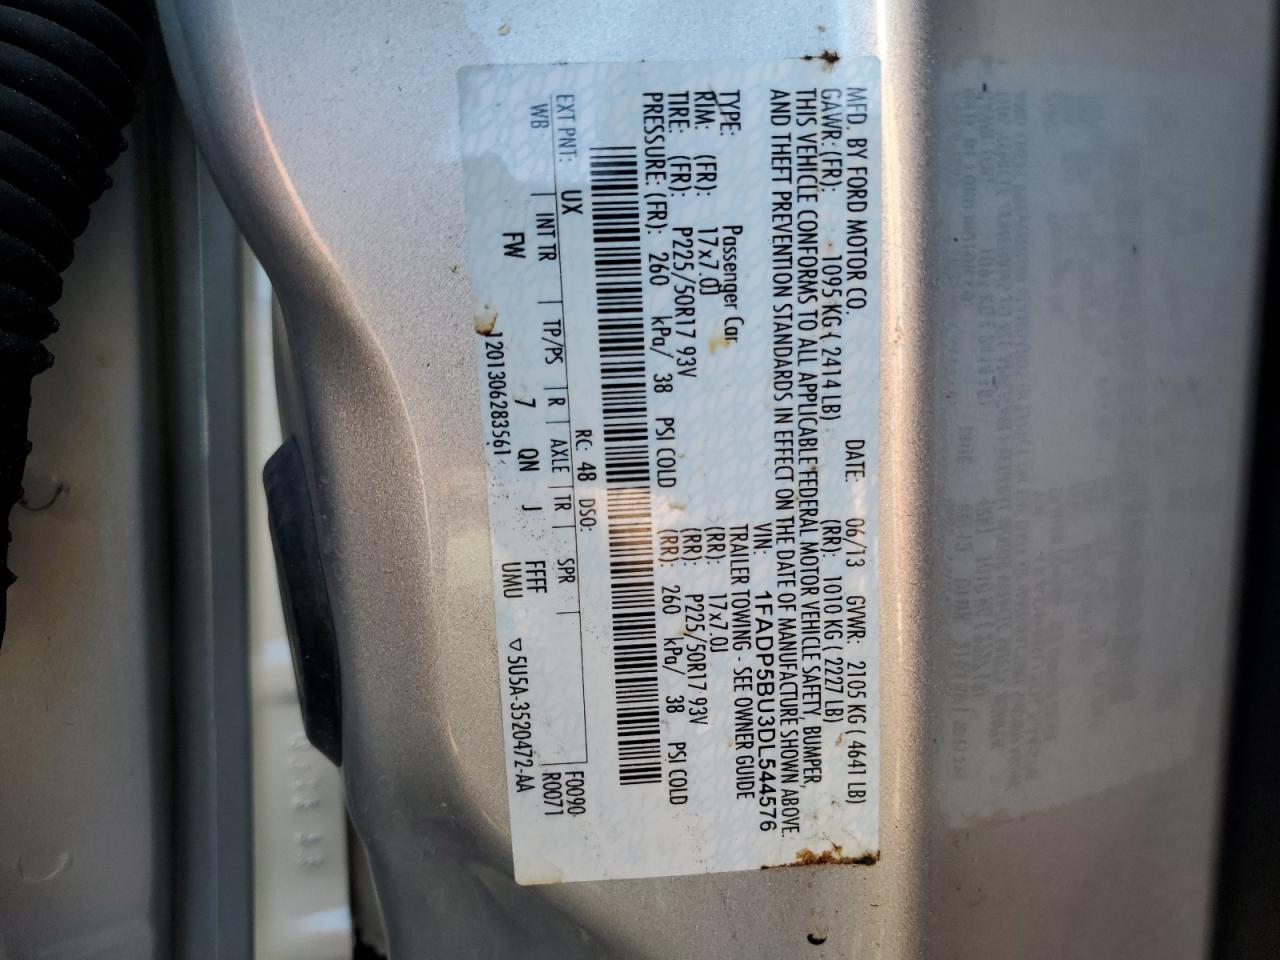 MFD. BY FORD MOTOR CO. DATE: 06/13 GVWR: 2105 KG ( 4641 LB)
GAWR: (FR): 1095 KG ( 2414 LB) (RR): 1010 KG ( 2227 LB)
THIS VEHICLE CONFORMS TO ALL APPLICABLE FEDERAL MOTOR VEHICLE SAFETY, BUMPER,
AND THEFT PREVENTION STANDARDS IN EFFECT ON THE DATE OF MANUFACTURE SHOWN ABOVE.
VIN: 1FADP5BU3DL544576
TYPE: Passenger Car TRAILER TOWING - SEE OWNER GUIDE
RIM: (FR): 17x7.0J (RR): 17x7.0J
TIRE: (FR): P225/50R17 93V (RR): P225/50R17 93V
PRESSURE: (FR): 260 kPa/ 38 PSI COLD (RR): 260 kPa/ 38 PSI COLD
RC: 48 DSO: F0090
EXT PNT: UX R0071
WB INT TR TP/PS R AXLE TR SPR
FW 7 QN J FFFF
UMU
1201306283561 ▽ 5U5A-3520472-AA